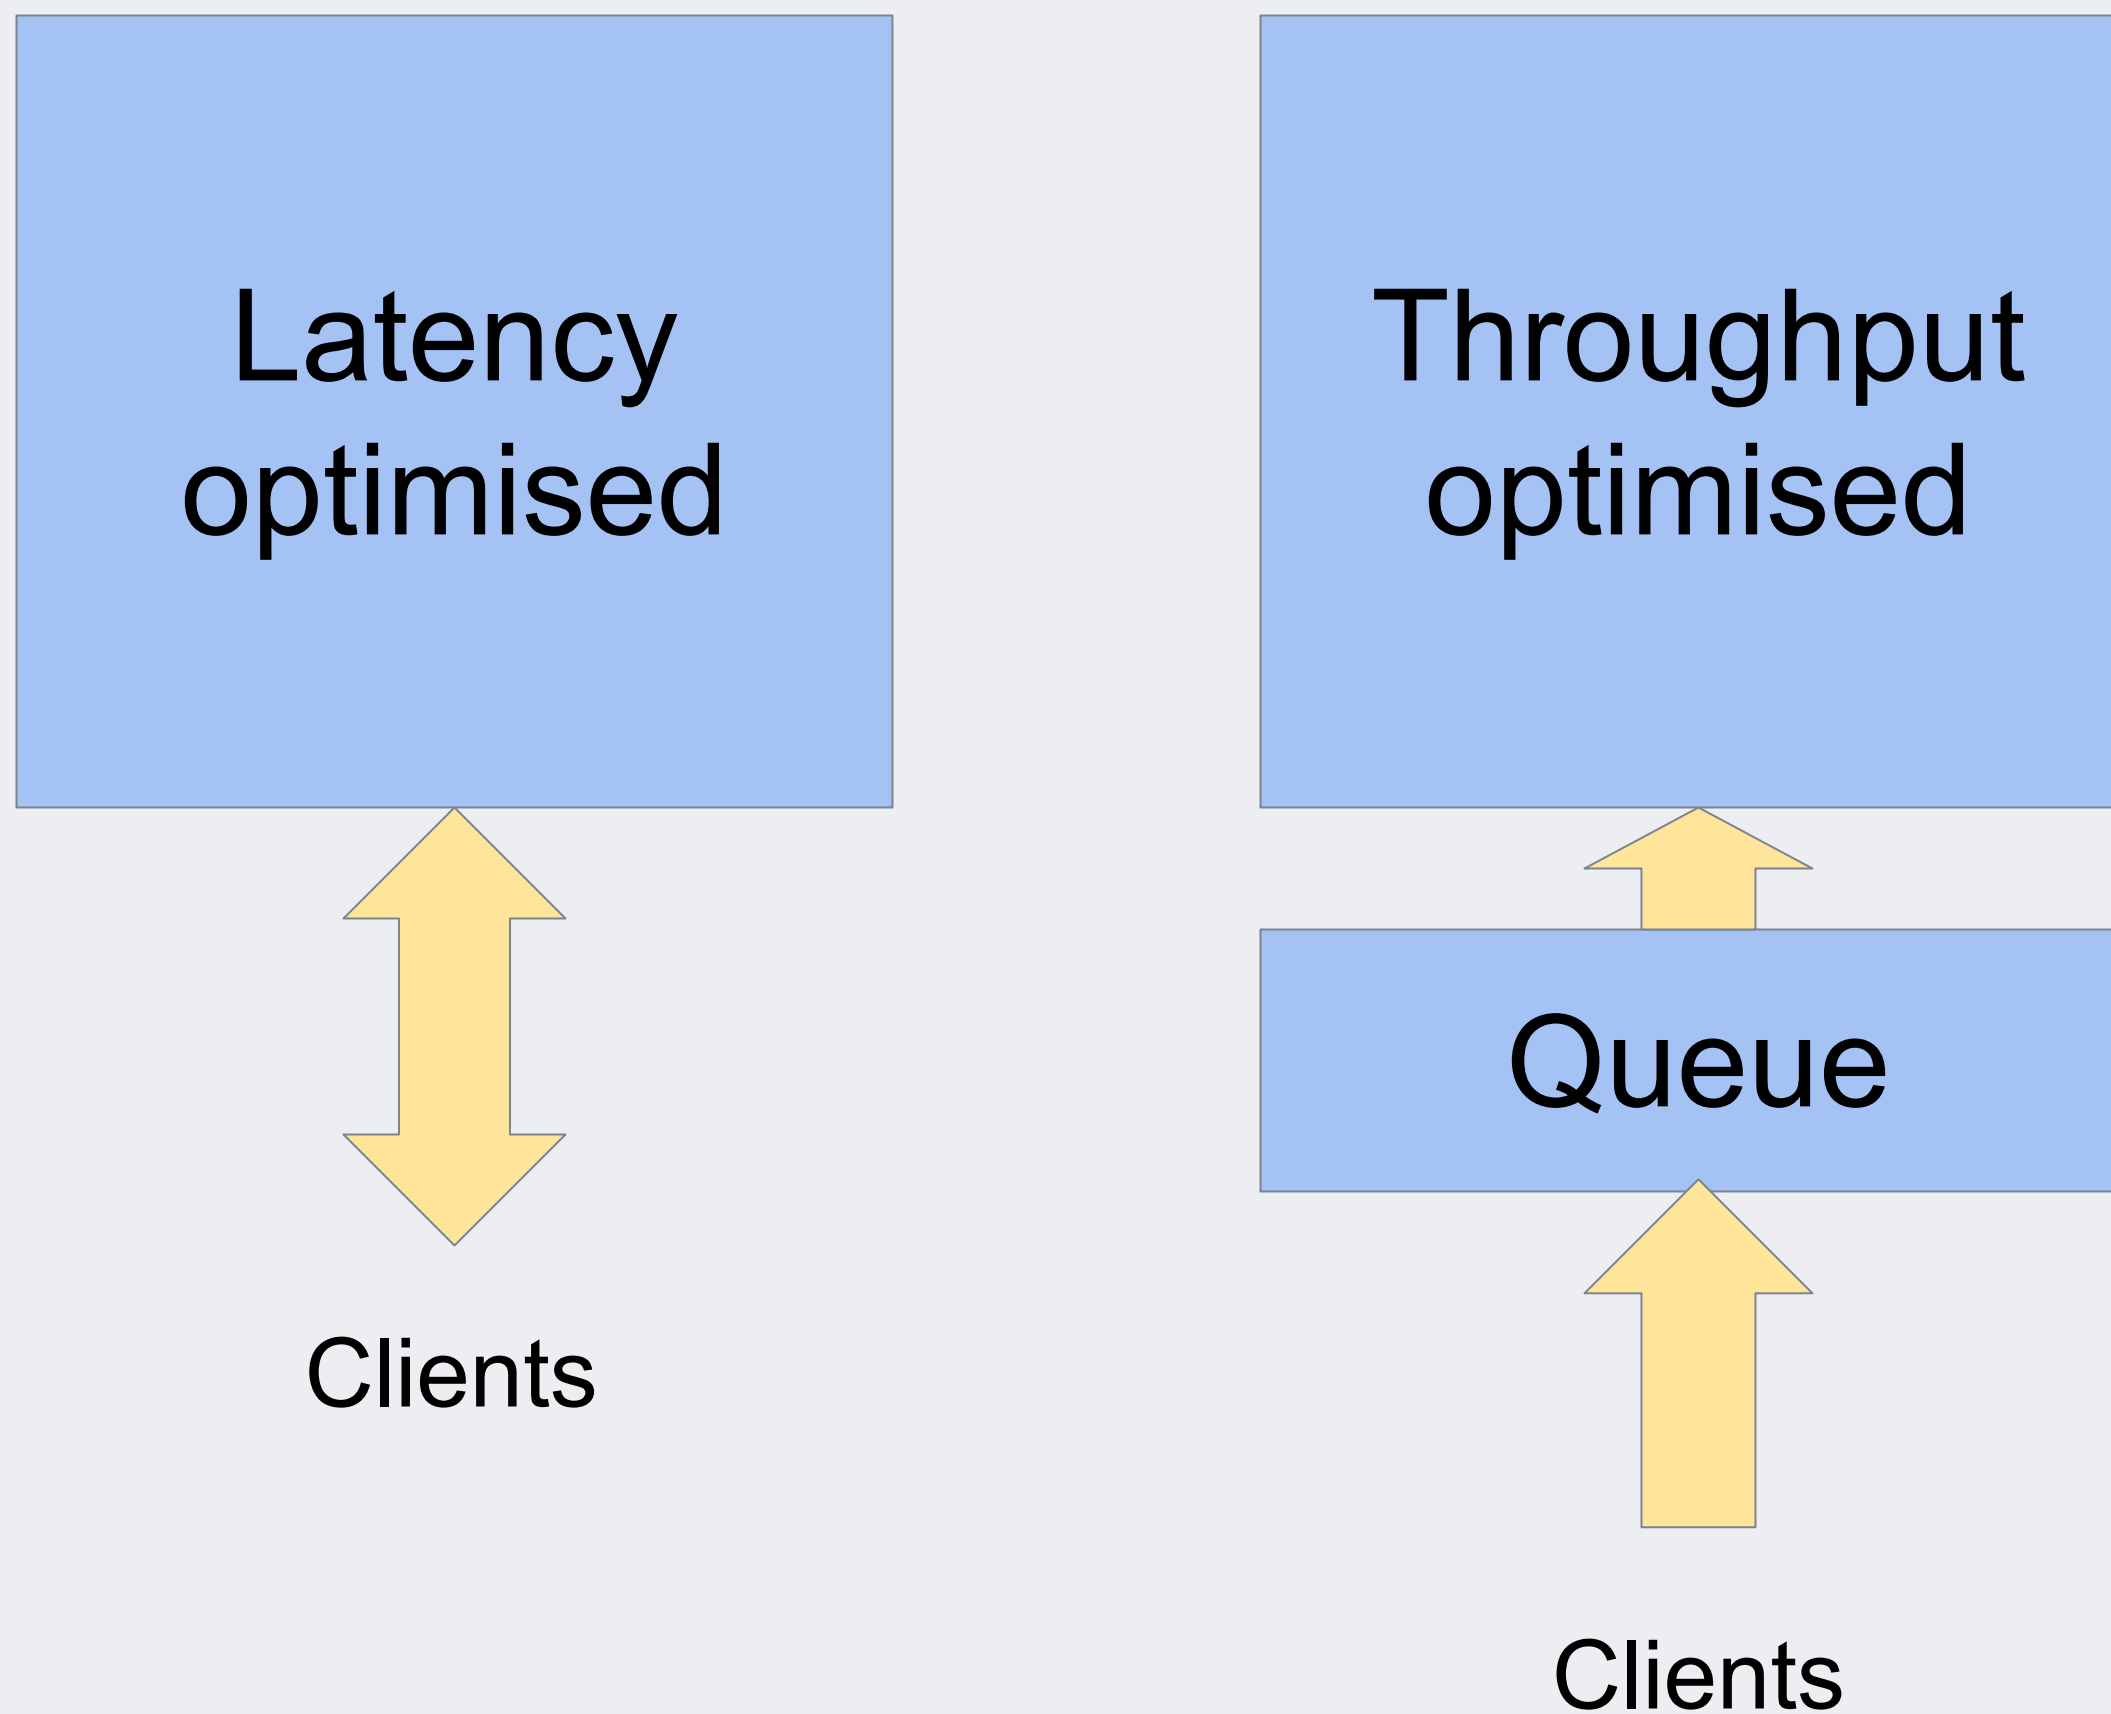 Latency
optimised
Clients
Throughput
optimised
Queue
Clients